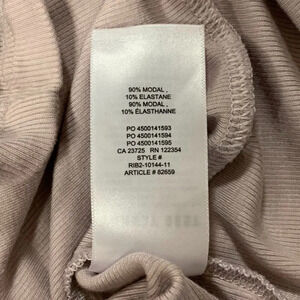 90% MODAL ,
10% ELASTANE
90% MODAL ,
10% ÉLASTHANNE
PO 4500141593
PO 4500141594
PO 4500141595
CA 23725 RN 122354
STYLE #
RIB2-10144-11
ARTICLE # 82659